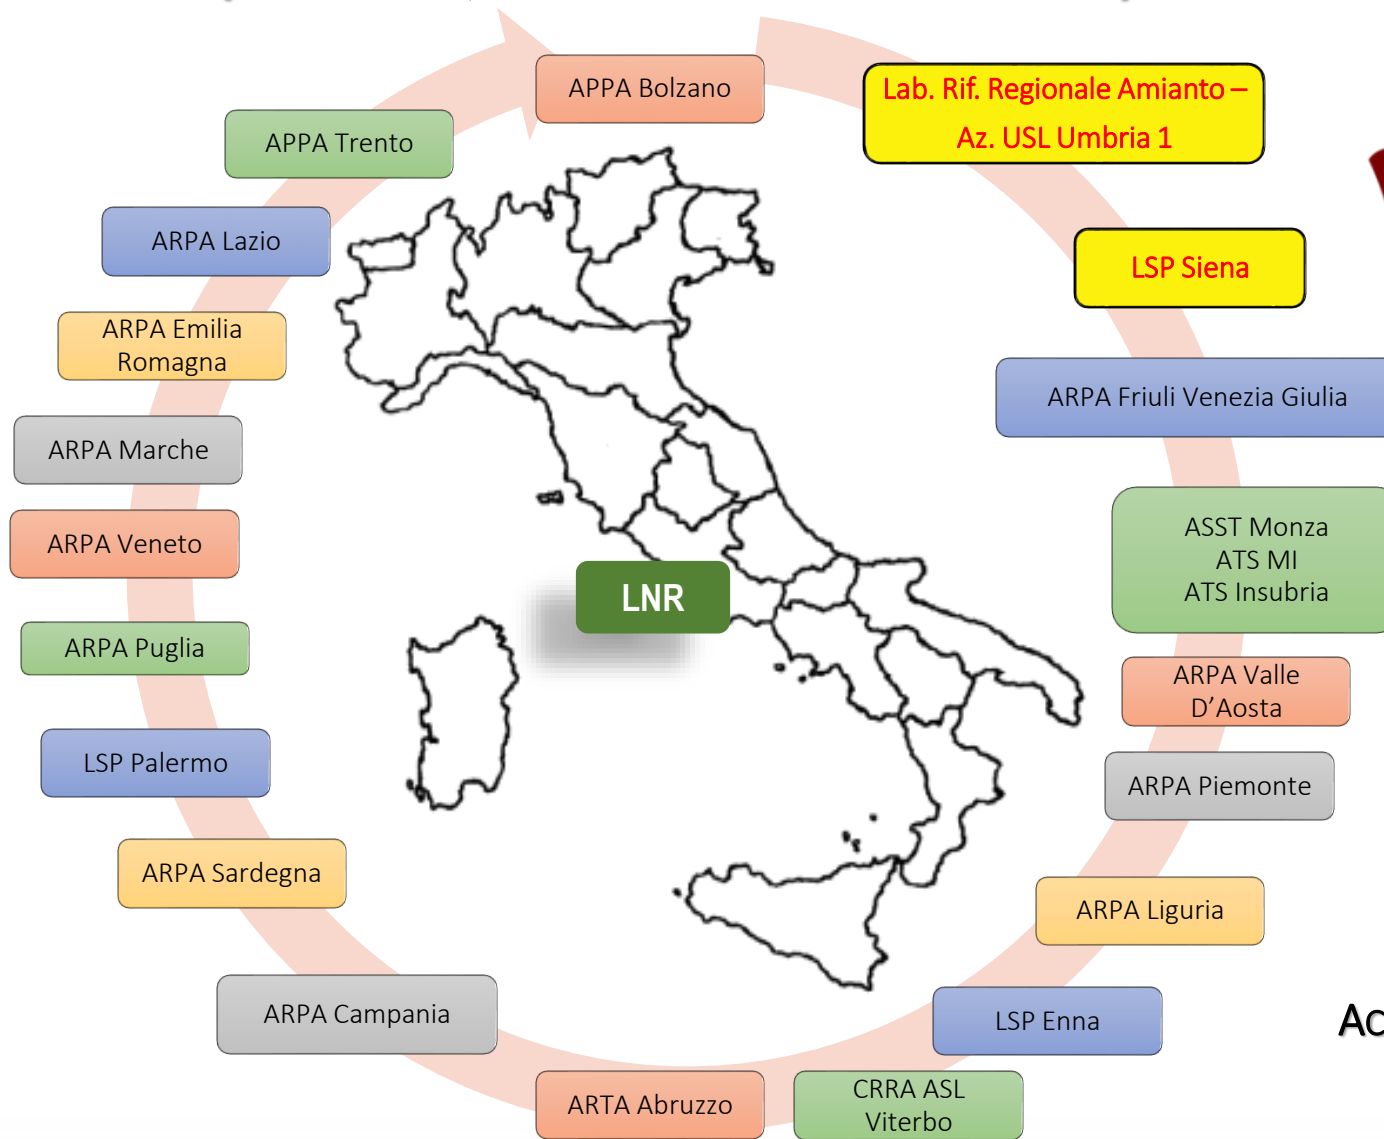 APPA Bolzano
Lab. Rif. Regionale Amianto –
Az. USL Umbria 1
LSP Siena
ARPA Friuli Venezia Giulia
ASST Monza
ATS MI
ATS Insubria
ARPA Valle
D’Aosta
ARPA Piemonte
ARPA Liguria
LSP Enna
CRRA ASL
Viterbo
ARTA Abruzzo
ARPA Campania
ARPA Sardegna
LSP Palermo
ARPA Puglia
ARPA Veneto
ARPA Marche
ARPA Emilia
Romagna
ARPA Lazio
APPA Trento
LNR